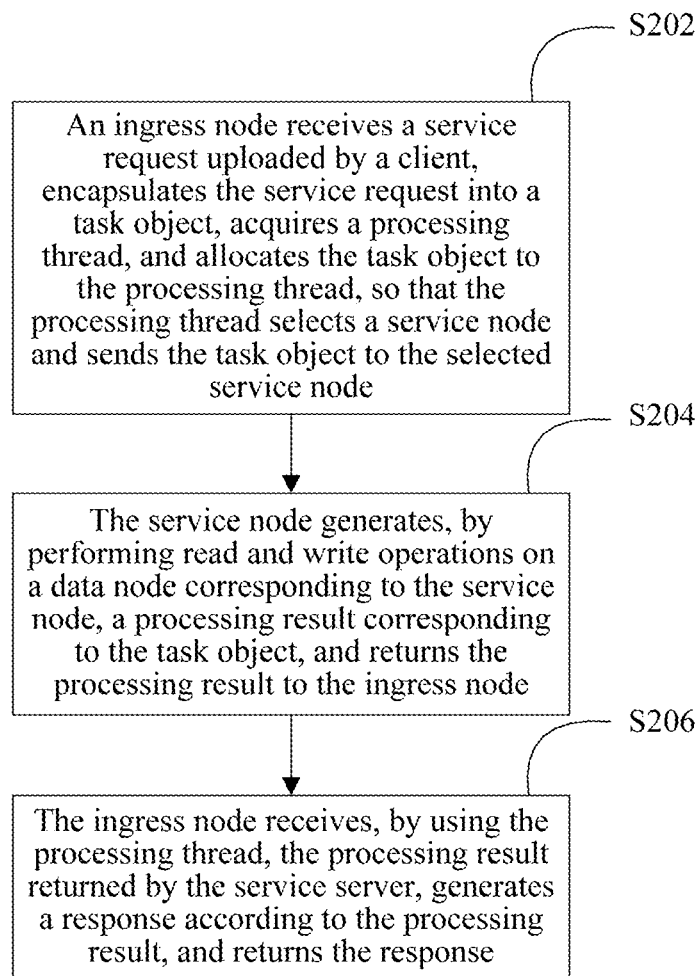 S202
An ingress node receives a service
request uploaded by a client,
encapsulates the service request into a
task object, acquires a processing
thread, and allocates the task object to
the processing thread, so that the
processing thread selects a service node
and sends the task object to the selected
service node
S204
The service node generates, by
performing read and write operations on
a data node corresponding to the service
node, a processing result corresponding
to the task object, and returns the
processing result to the ingress node
S206
The ingress node receives, by using the
processing thread, the processing result
returned by the service server, generates
a response according to the processing
result, and returns the response